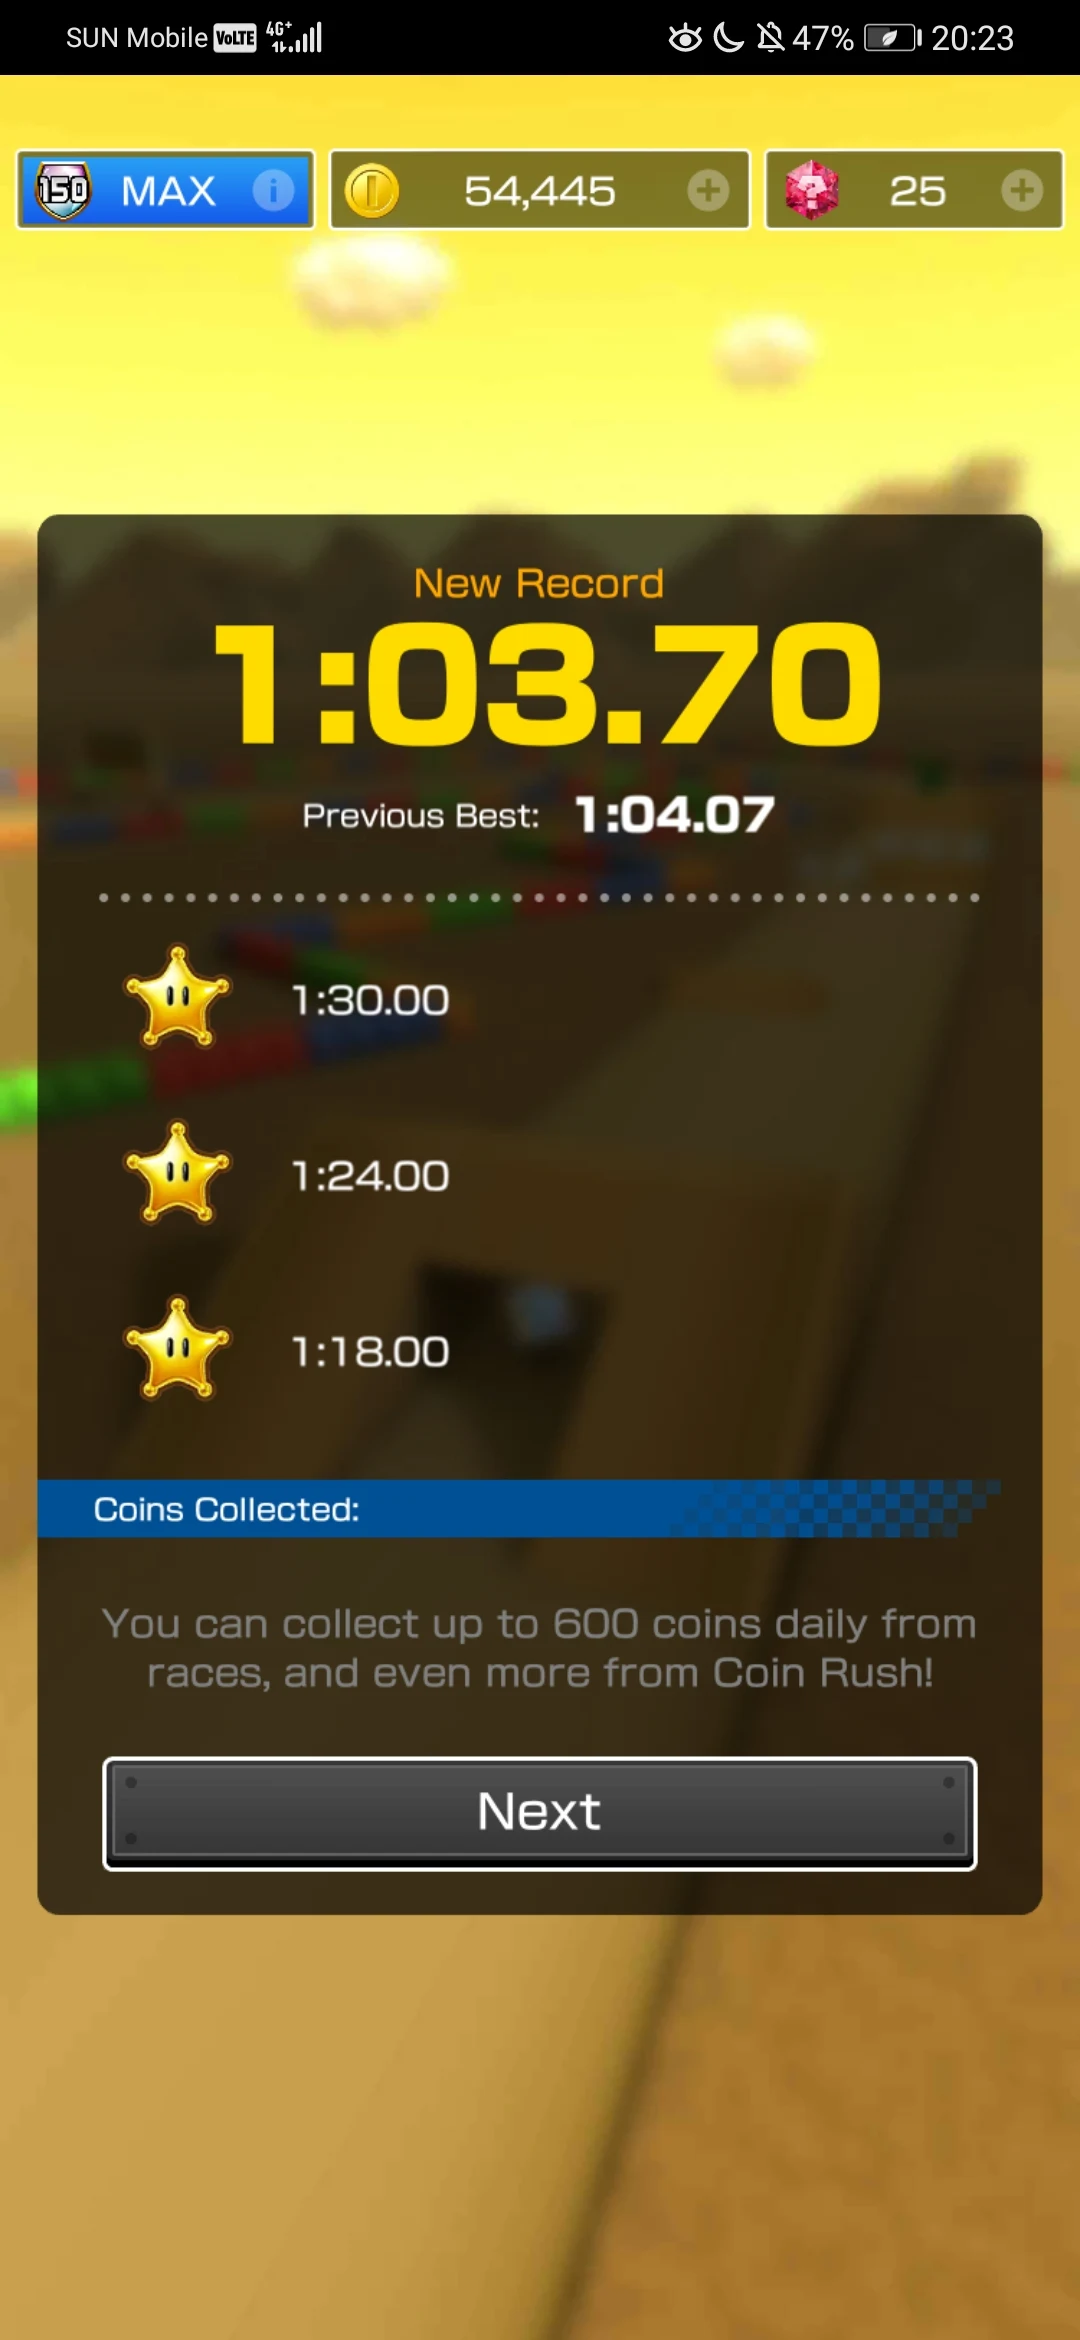 SUN Mobile VoLTE 4G+ 47% 20:23
150 MAX i 54,445 + 25 +
New Record
1:03.70
Previous Best: 1:04.07
1:30.00
1:24.00
1:18.00
Coins Collected:
You can collect up to 600 coins daily from
races, and even more from Coin Rush!
Next